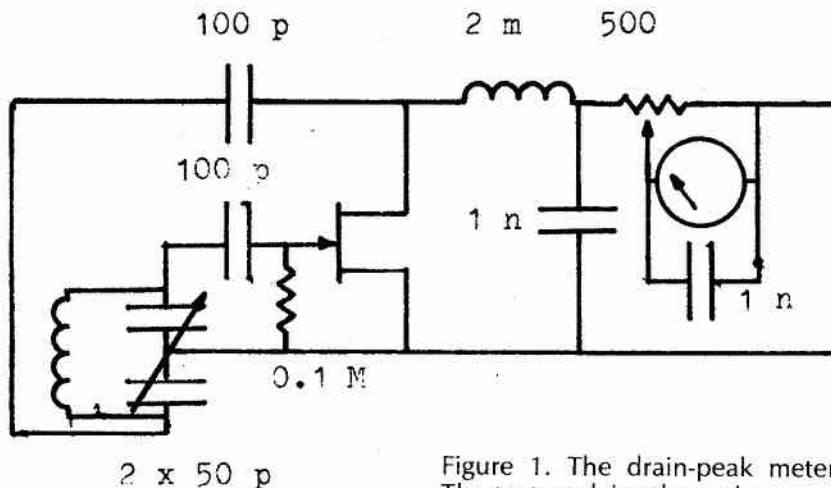 100 p
2 m
500
100 p
1 n
1 n
0.1 M
2 x 50 p
Figure 1. The drain-peak meter